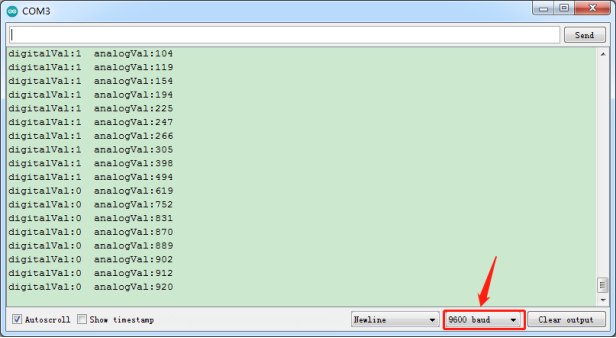 COM3
Send
digitalVal:1  analogVal:104
digitalVal:1  analogVal:119
digitalVal:1  analogVal:154
digitalVal:1  analogVal:194
digitalVal:1  analogVal:225
digitalVal:1  analogVal:247
digitalVal:1  analogVal:266
digitalVal:1  analogVal:305
digitalVal:1  analogVal:398
digitalVal:1  analogVal:494
digitalVal:0  analogVal:619
digitalVal:0  analogVal:752
digitalVal:0  analogVal:831
digitalVal:0  analogVal:870
digitalVal:0  analogVal:889
digitalVal:0  analogVal:902
digitalVal:0  analogVal:912
digitalVal:0  analogVal:920
Autoscroll Show timestamp Newline 9600 baud Clear output